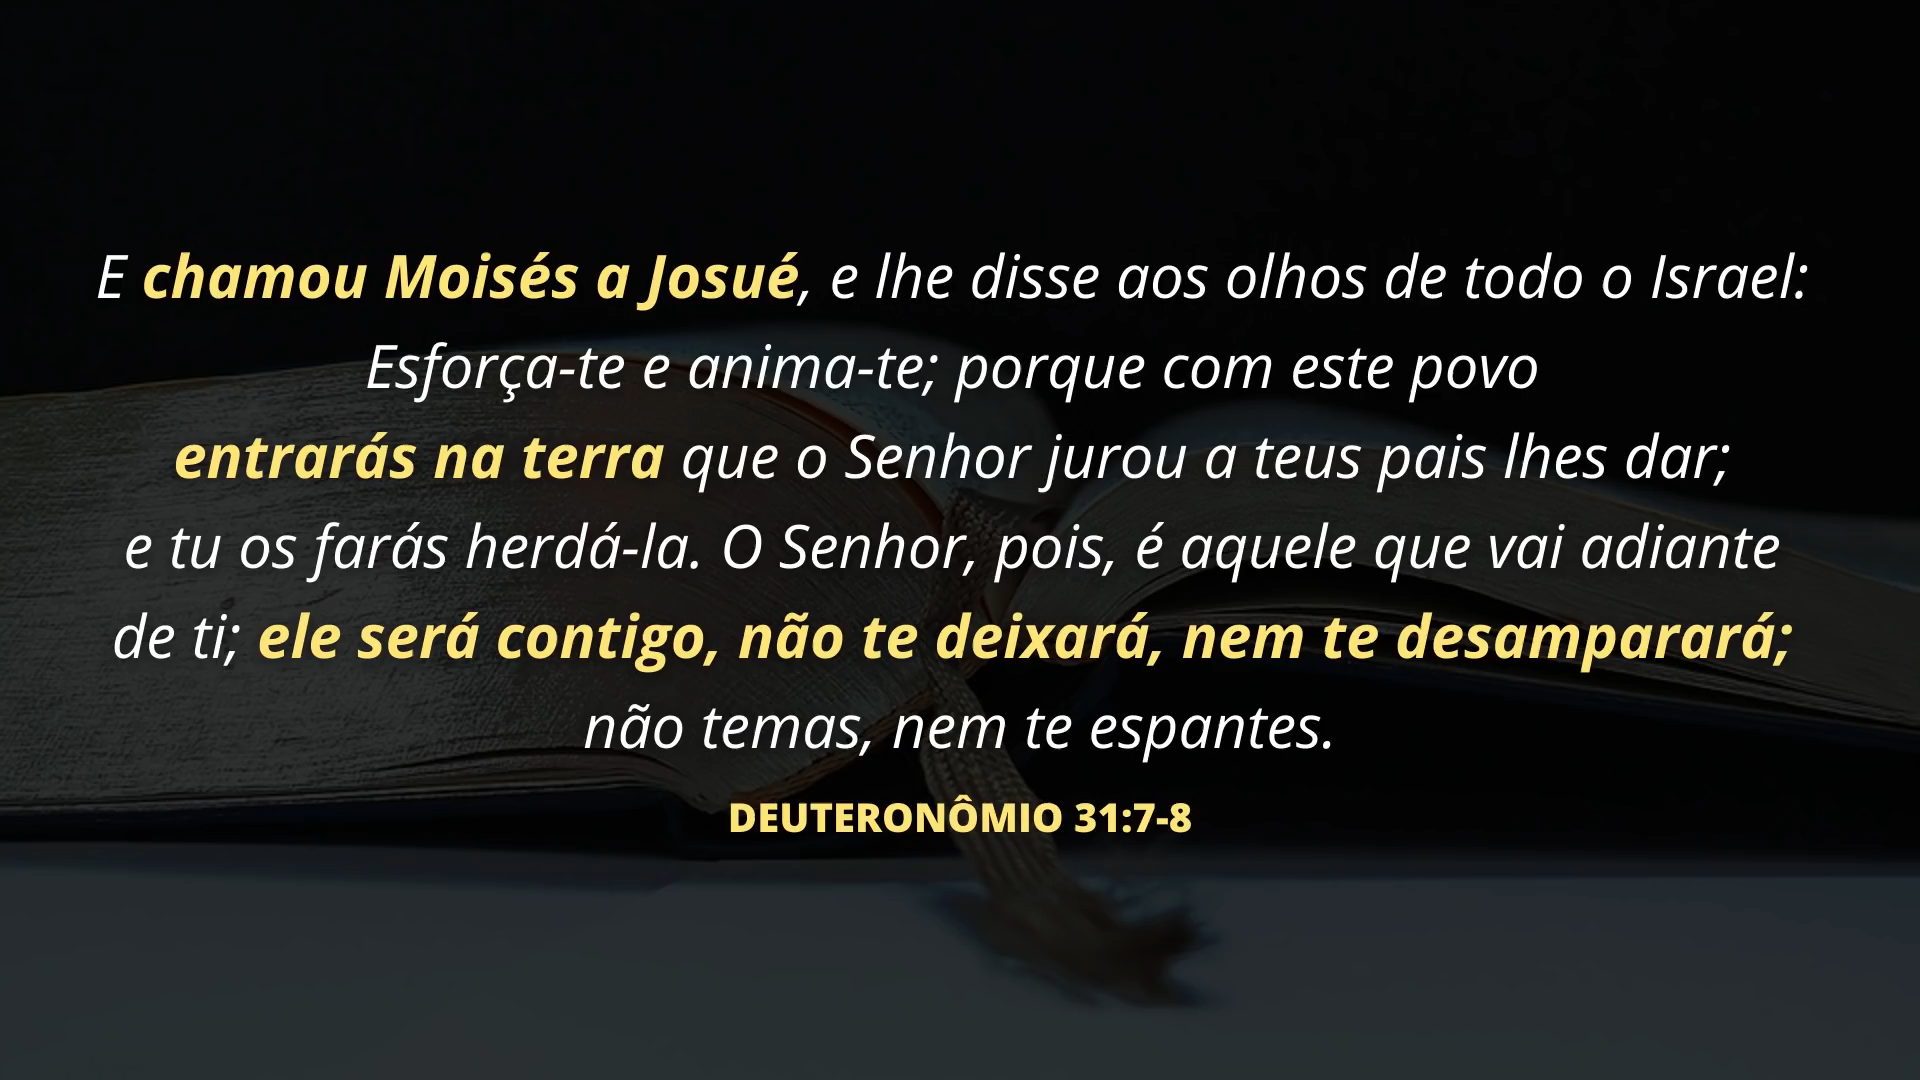 E chamou Moisés a Josué, e lhe disse aos olhos de todo o Israel:
Esforça-te e anima-te; porque com este povo
entrarás na terra que o Senhor jurou a teus pais lhes dar;
e tu os farás herdá-la. O Senhor, pois, é aquele que vai adiante
de ti; ele será contigo, não te deixará, nem te desamparará;
não temas, nem te espantes.
DEUTERONÔMIO 31:7-8